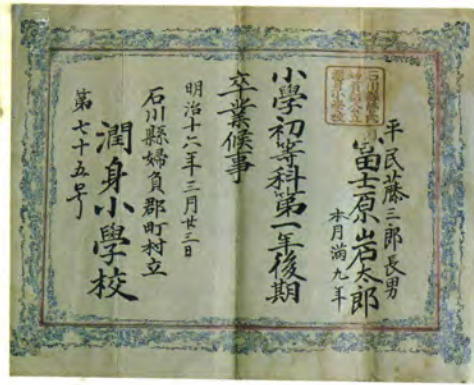 平民藤三郎長男
冨士原岩太郎
本月満九年
小學初等科第一年後期
卒業候事
明治十六年三月廿三日
石川縣婦負郡町村立
潤身小學校
第七十五号